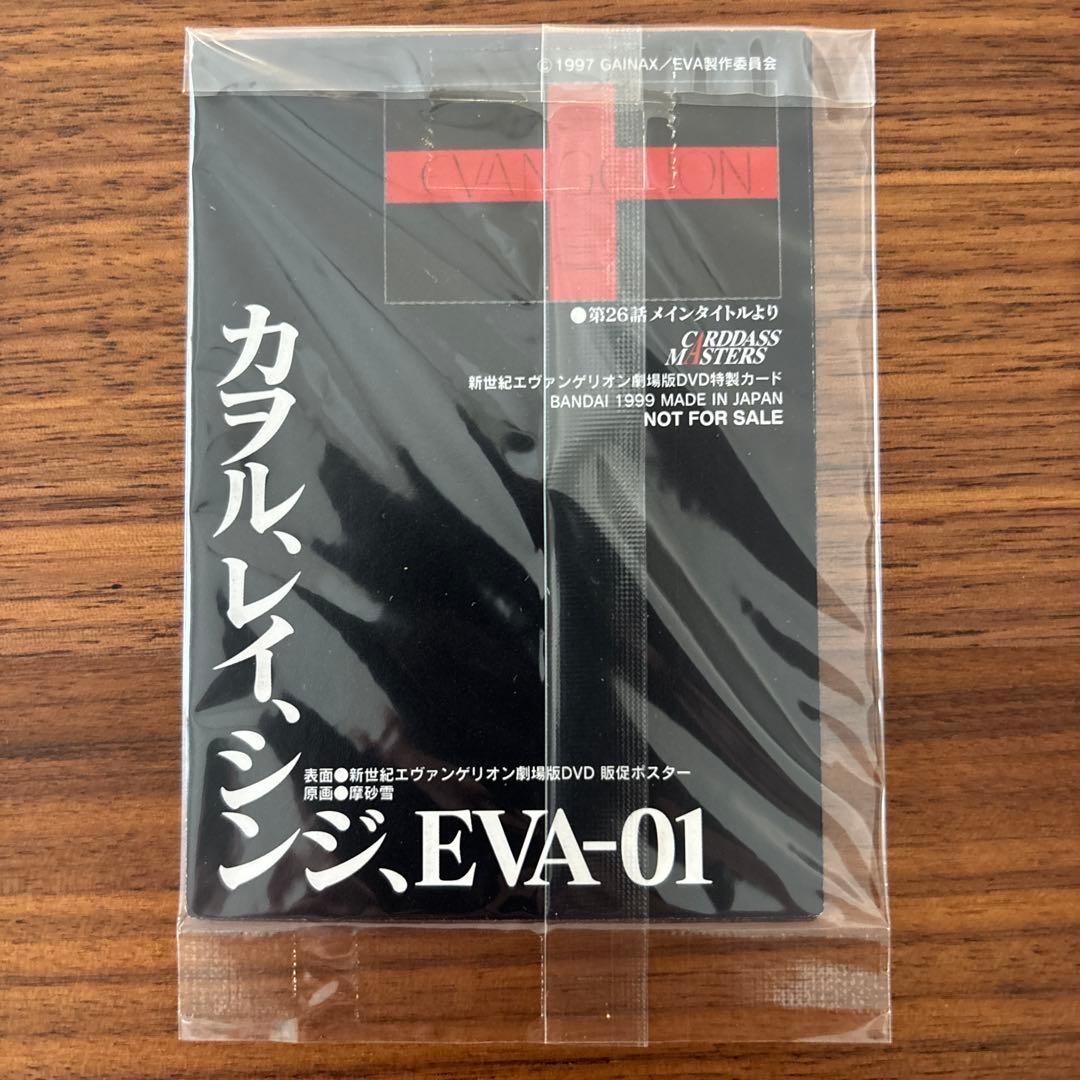 © 1997 GAINAX／EVA製作委員会
EVANGELION
●第26話メインタイトルより
CARDDASS
MASTERS
新世紀エヴァンゲリオン劇場版DVD特製カード
BANDAI 1999 MADE IN JAPAN
NOT FOR SALE
カヲル、レイ、シンジ、EVA-01
表面●新世紀エヴァンゲリオン劇場版DVD 販促ポスター
原画●摩砂雪